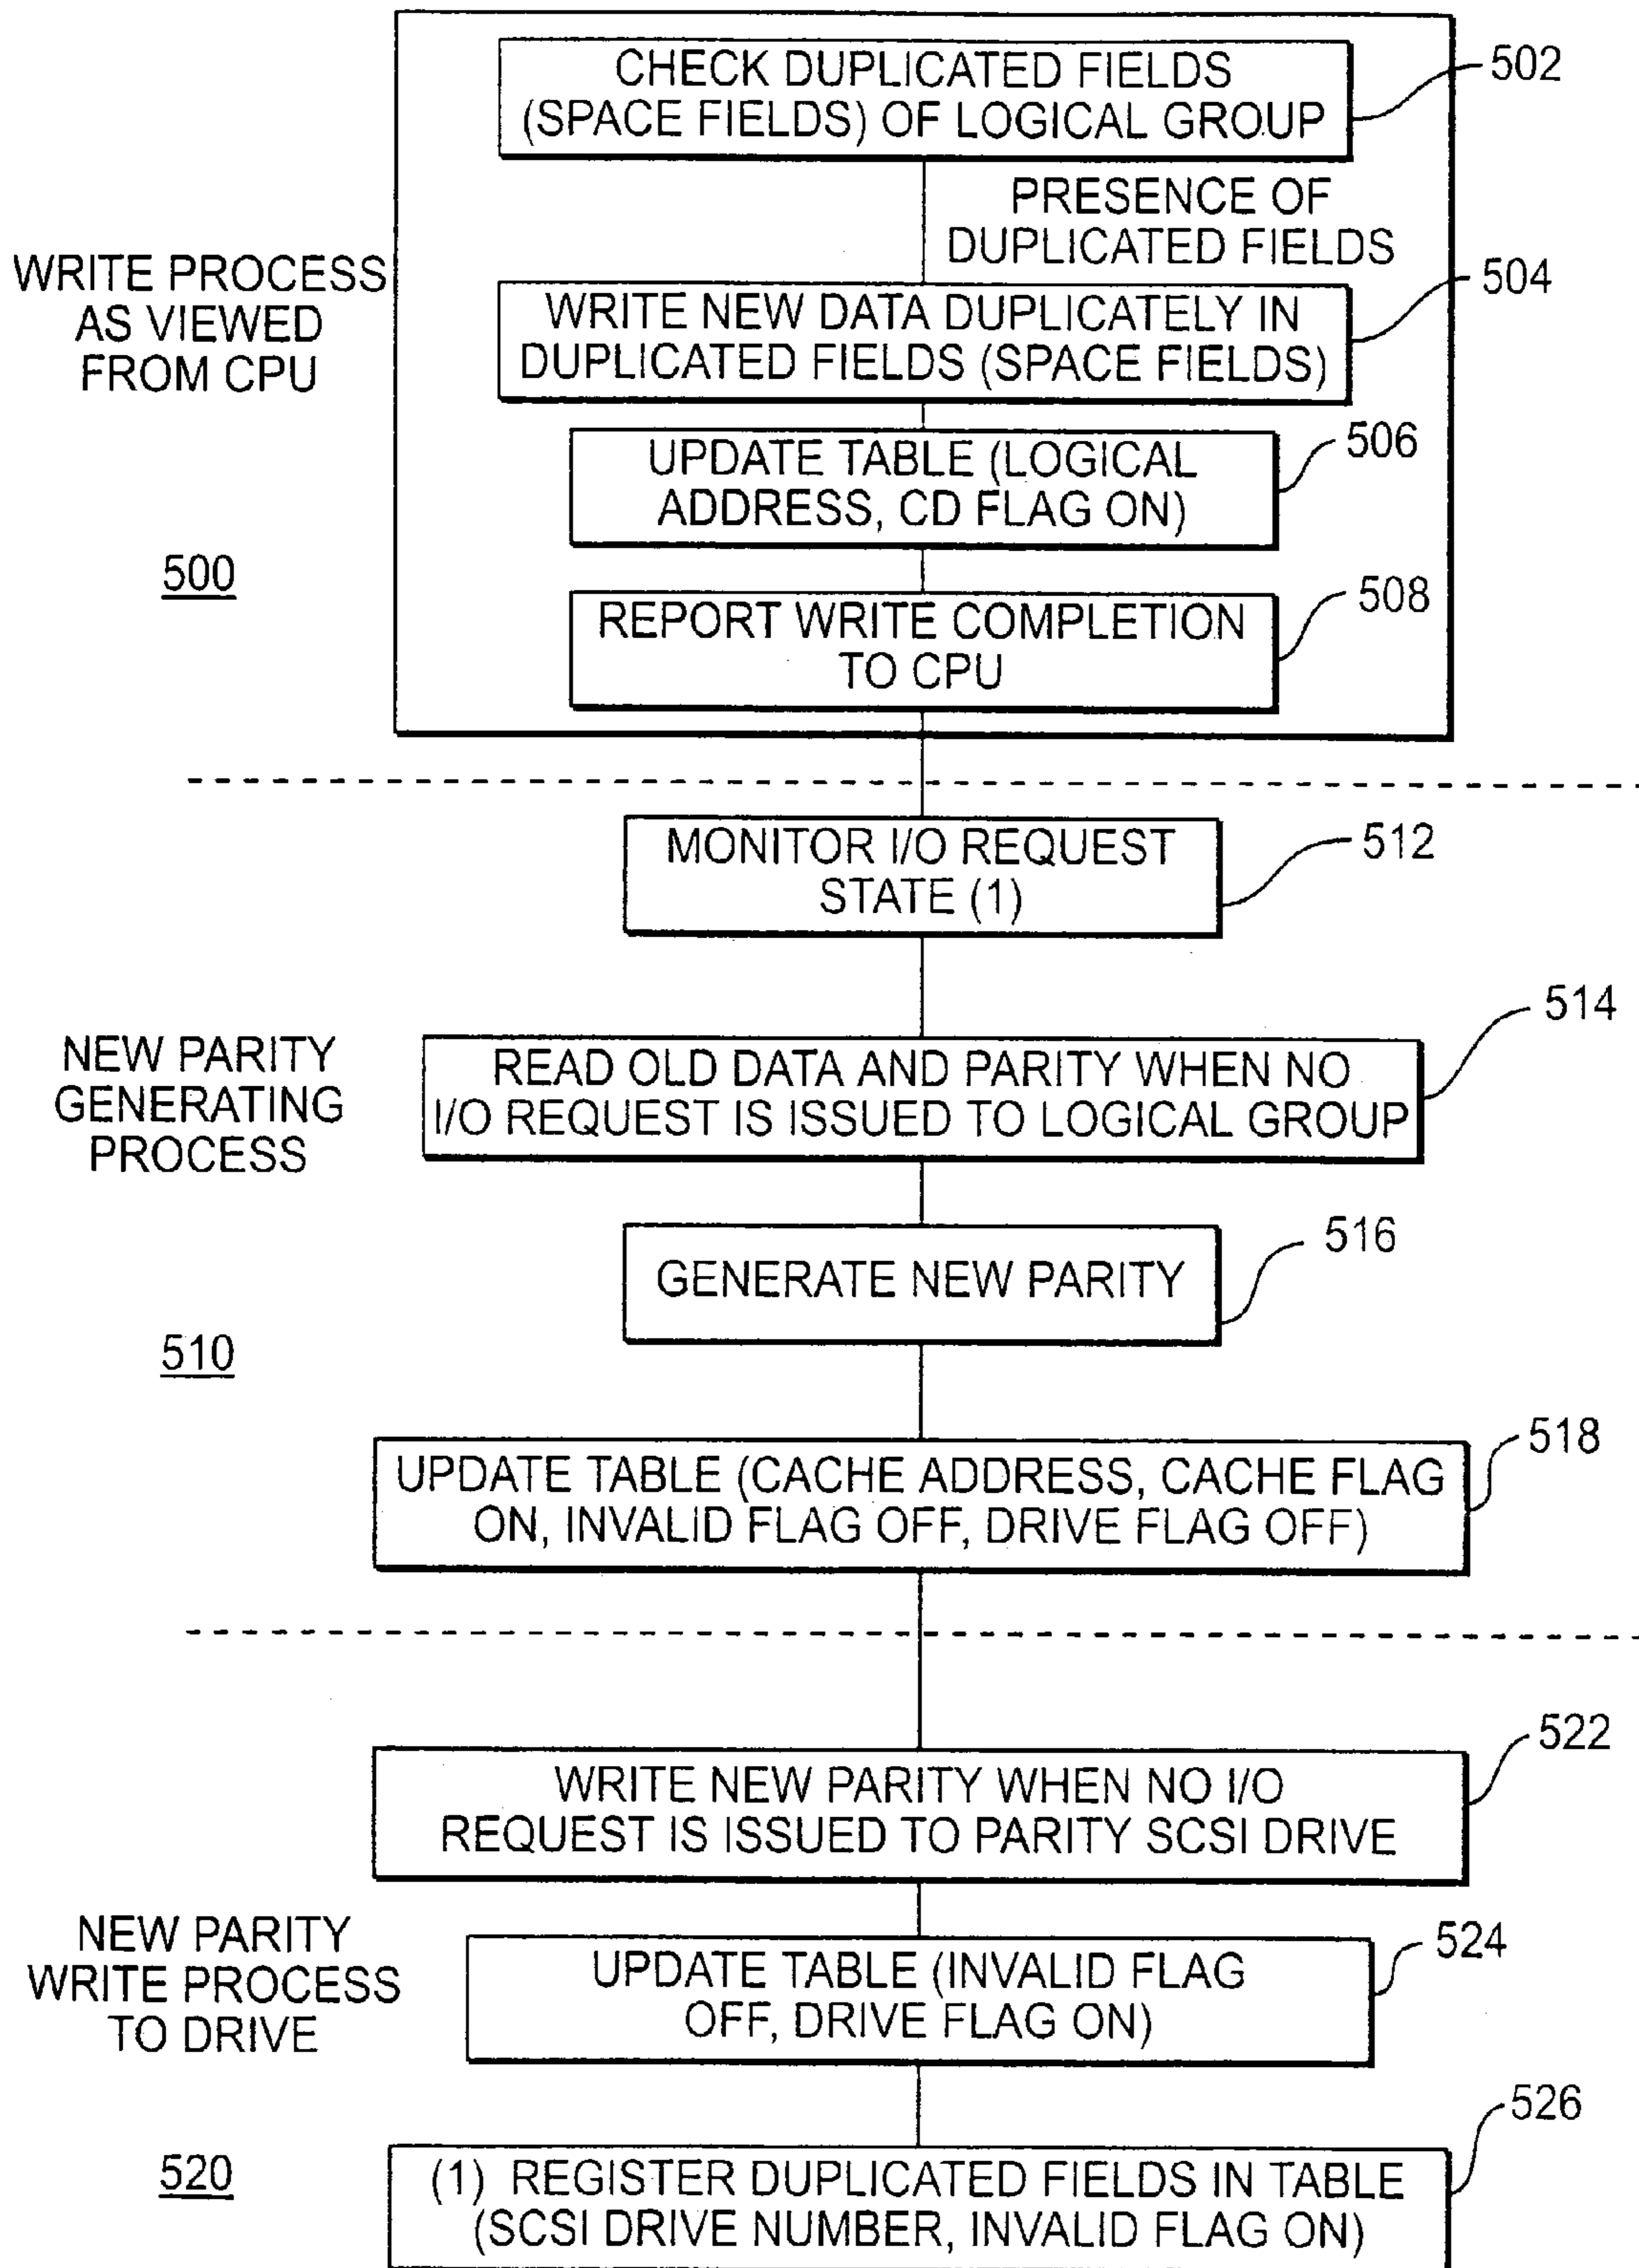 CHECK DUPLICATED FIELDS
(SPACE FIELDS) OF LOGICAL GROUP
502
PRESENCE OF
DUPLICATED FIELDS
WRITE PROCESS
AS VIEWED
FROM CPU
504
WRITE NEW DATA DUPLICATELY IN
DUPLICATED FIELDS (SPACE FIELDS)
506
UPDATE TABLE (LOGICAL
ADDRESS, CD FLAG ON)
500
508
REPORT WRITE COMPLETION
TO CPU
MONITOR I/O REQUEST
STATE (1)
512
514
NEW PARITY
GENERATING
PROCESS
READ OLD DATA AND PARITY WHEN NO
I/O REQUEST IS ISSUED TO LOGICAL GROUP
516
GENERATE NEW PARITY
510
518
UPDATE TABLE (CACHE ADDRESS, CACHE FLAG
ON, INVALID FLAG OFF, DRIVE FLAG OFF)
522
WRITE NEW PARITY WHEN NO I/O
REQUEST IS ISSUED TO PARITY SCSI DRIVE
NEW PARITY
WRITE PROCESS
TO DRIVE
524
UPDATE TABLE (INVALID FLAG
OFF, DRIVE FLAG ON)
526
520
(1) REGISTER DUPLICATED FIELDS IN TABLE
(SCSI DRIVE NUMBER, INVALID FLAG ON)